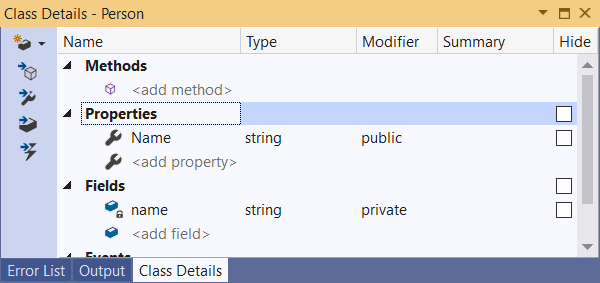 Class Details - Person
Name Type Modifier Summary Hide
Methods
<add method>
Properties
Name string public
<add property>
Fields
name string private
<add field>
Events
Error List Output Class Details